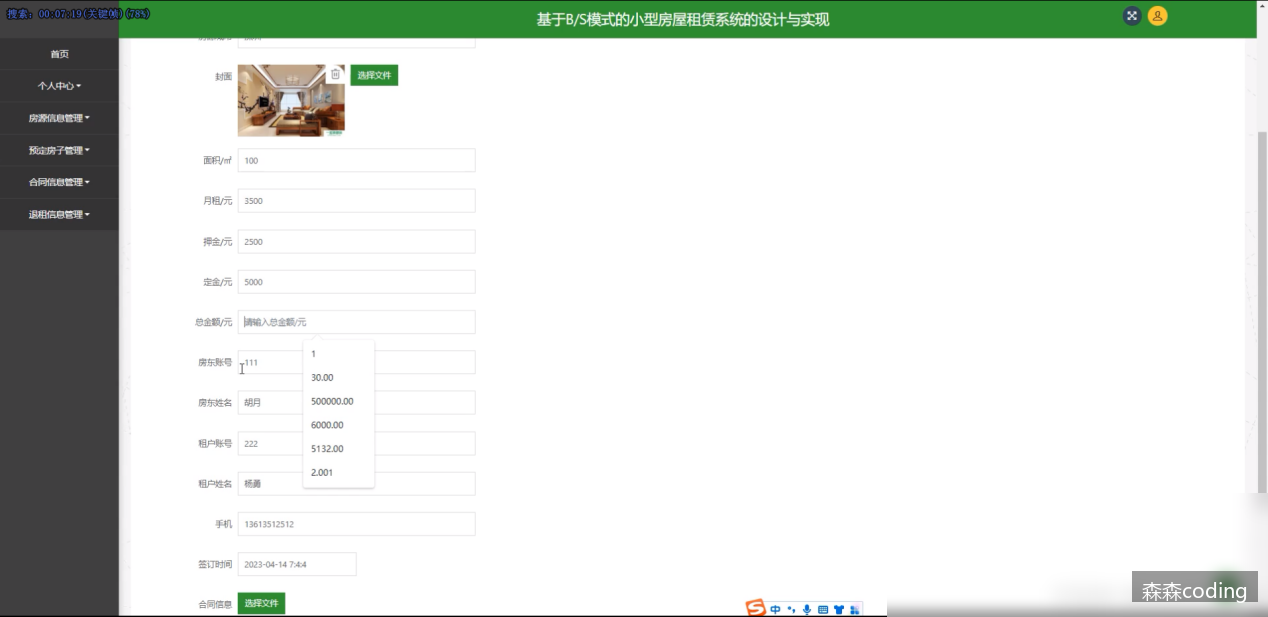 搜索: 00:07:19(关键帧)(78%)
基于B/S模式的小型房屋租赁系统的设计与实现
首页
个人中心
房源信息管理
预定房子管理
合同信息管理
退租信息管理
封面
选择文件
面积/㎡ 100
月租/元 3500
押金/元 2500
定金/元 5000
总金额/元 请输入总金额/元
1
30.00
500000.00
6000.00
5132.00
2.001
房东账号 111
房东姓名 胡月
租户账号 222
租户姓名 杨勇
手机 13613512512
签订时间 2023-04-14 7:4:4
合同信息 选择文件
中
森森coding